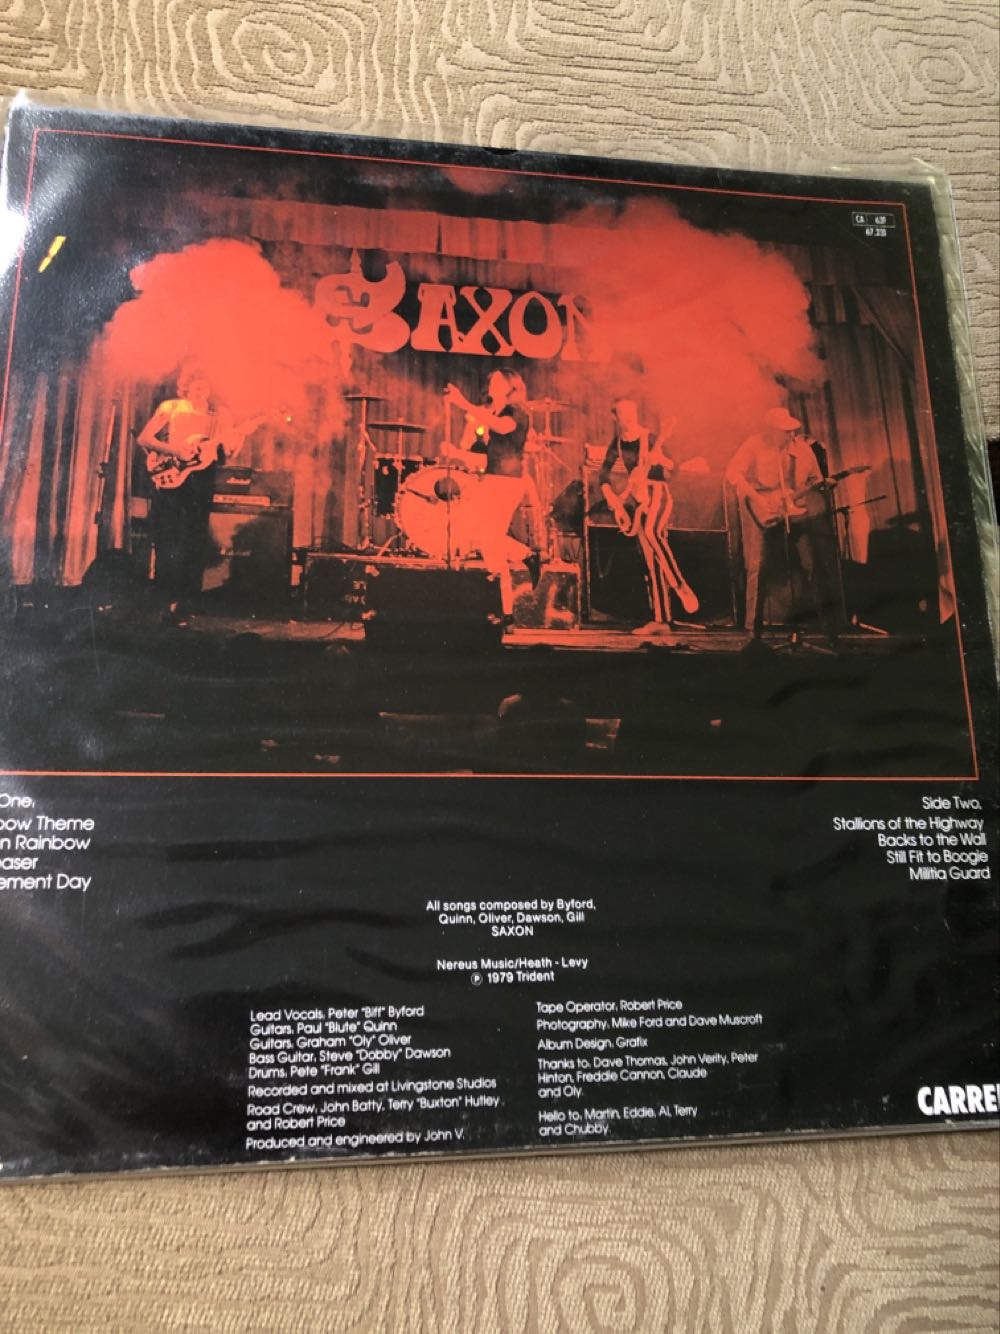 CA 637
67.233
SAXON
One,
bow Theme
n Rainbow
easer
ement Day
Side Two,
Stallions of the Highway
Backs to the Wall
Still Fit to Boogie
Militia Guard
All songs composed by Byford,
Quinn, Oliver, Dawson, Gill
SAXON
Nereus Music/Heath - Levy
℗ 1979 Trident
Lead Vocals, Peter "Biff" Byford
Guitars, Paul "Blute" Quinn
Guitars, Graham "Oly" Oliver
Bass Guitar, Steve "Dobby" Dawson
Drums, Pete "Frank" Gill
Recorded and mixed at Livingstone Studios
Road Crew, John Batty, Terry "Buxton" Hutley
and Robert Price
Produced and engineered by John V.
Tape Operator, Robert Price
Photography, Mike Ford and Dave Muscroft
Album Design, Grafix
Thanks to, Dave Thomas, John Verity, Peter
Hinton, Freddie Cannon, Claude
and Oly.
Hello to, Martin, Eddie, Al, Terry
and Chubby.
CARRE